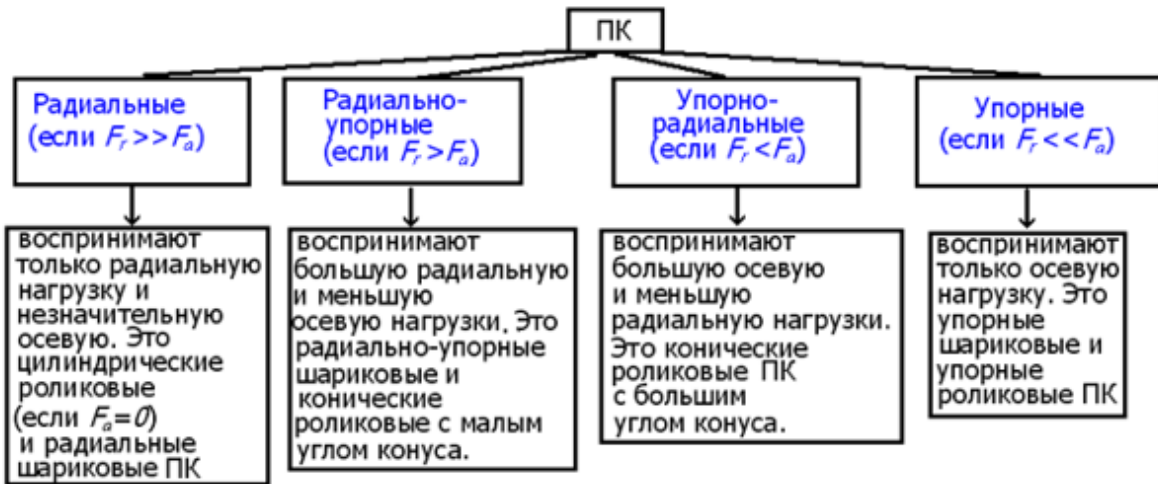 ПК
Радиальные
(если Fr>>Fa)
Радиально-
упорные
(если Fr>Fa)
Упорно-
радиальные
(если Fr<Fa)
Упорные
(если Fr<<Fa)
воспринимают
только радиальную
нагрузку и
незначительную
осевую. Это
цилиндрические
роликовые
(если Fa=0)
и радиальные
шариковые ПК
воспринимают
большую радиальную
и меньшую
осевую нагрузки. Это
радиально-упорные
шариковые и
конические
роликовые с малым
углом конуса.
воспринимают
большую осевую
и меньшую
радиальную нагрузки.
Это конические
роликовые ПК
с большим
углом конуса.
воспринимают
только осевую
нагрузку. Это
упорные
шариковые и
упорные
роликовые ПК